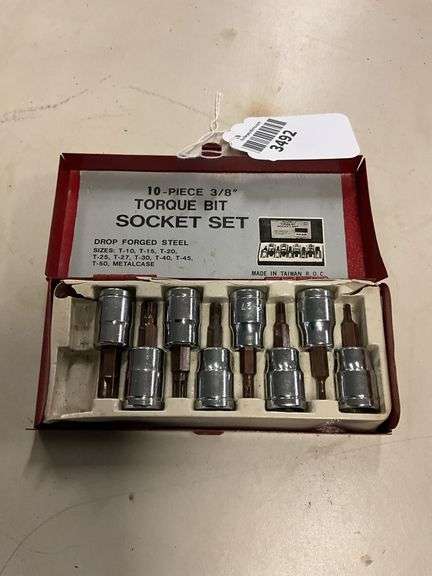 3492
10-PIECE 3/8"
TORQUE BIT
SOCKET SET
DROP FORGED STEEL
SIZES: T-10, T-15, T-20,
T-25, T-27, T-30, T-40, T-45,
T-50, METALCASE
MADE IN TAIWAN R.O.C.